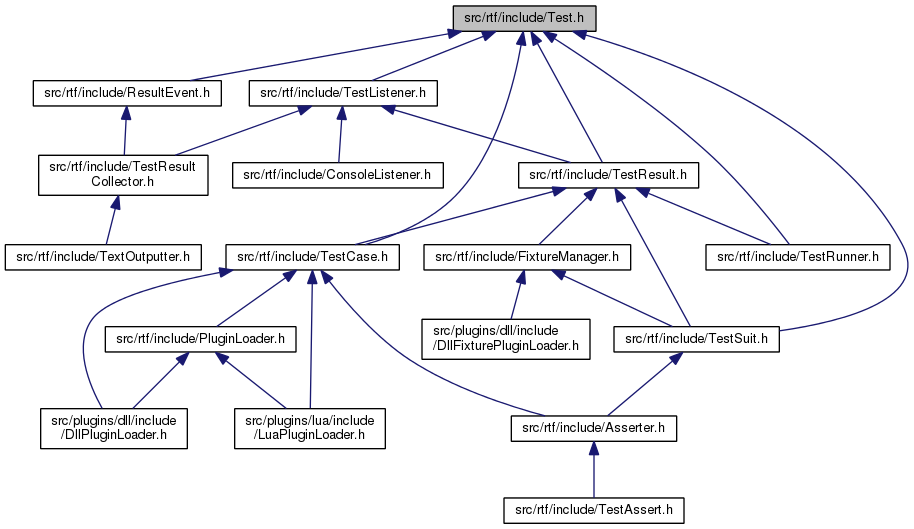 src/rtf/include/Test.h
src/rtf/include/ResultEvent.h
src/rtf/include/TestListener.h
src/rtf/include/TestResult
Collector.h
src/rtf/include/ConsoleListener.h
src/rtf/include/TestResult.h
src/rtf/include/TextOutputter.h
src/rtf/include/TestCase.h
src/rtf/include/FixtureManager.h
src/rtf/include/TestRunner.h
src/rtf/include/PluginLoader.h
src/plugins/dll/include
/DllFixturePluginLoader.h
src/rtf/include/TestSuit.h
src/plugins/dll/include
/DllPluginLoader.h
src/plugins/lua/include
/LuaPluginLoader.h
src/rtf/include/Asserter.h
src/rtf/include/TestAssert.h